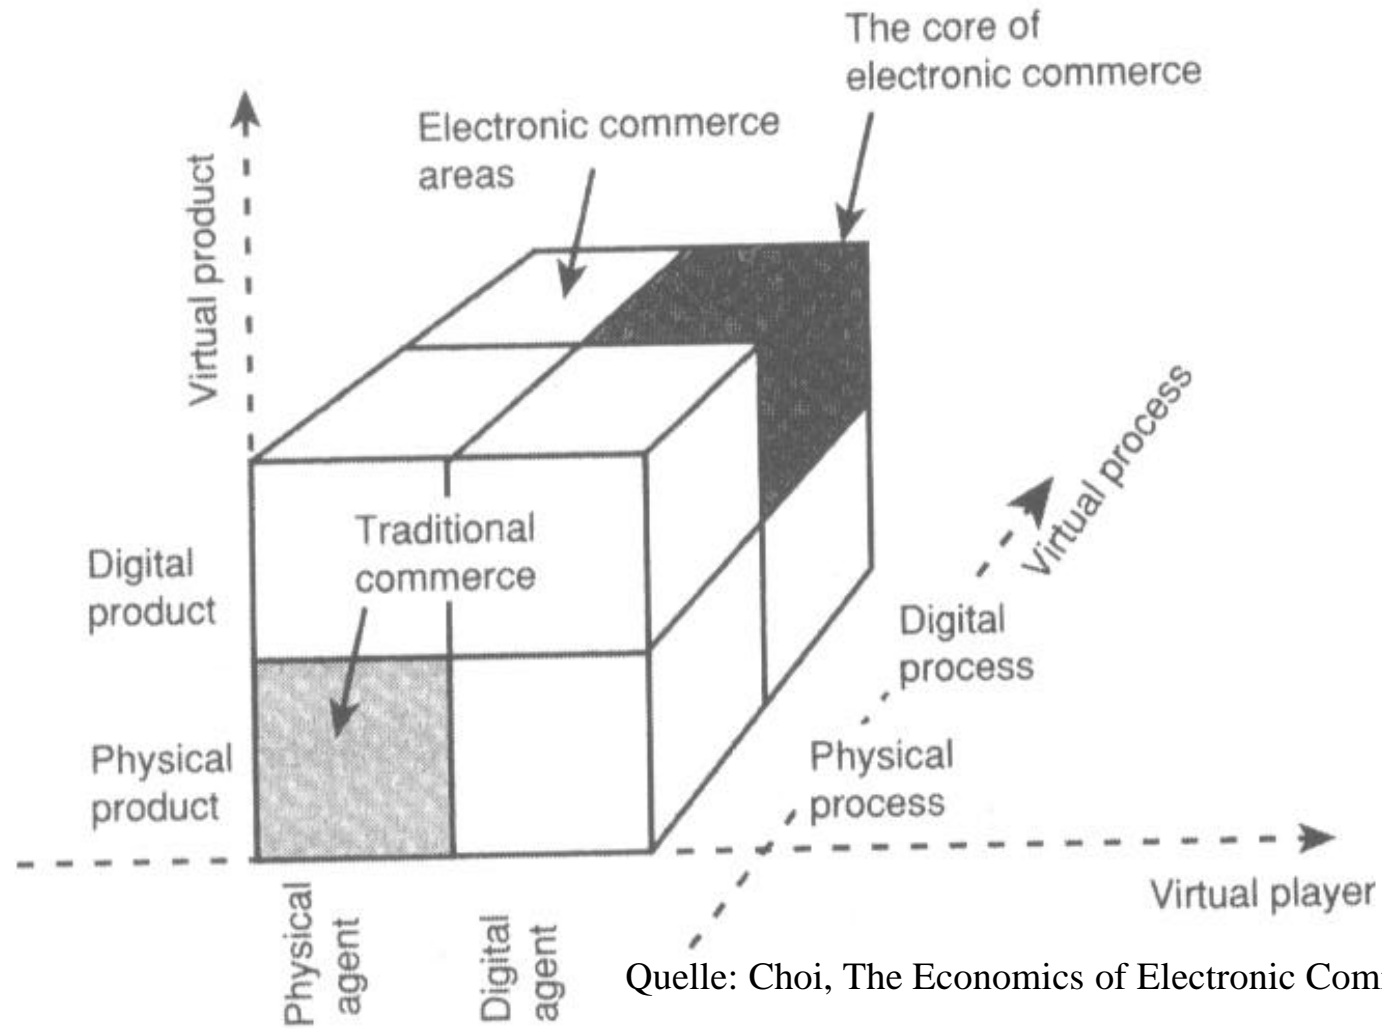 The core of
electronic commerce
Electronic commerce
areas
Virtual product
Virtual process
Traditional
commerce
Digital
product
Digital
process
Physical
product
Physical
process
Virtual player
Physical
agent
Digital
agent
Quelle: Choi, The Economics of Electronic Com